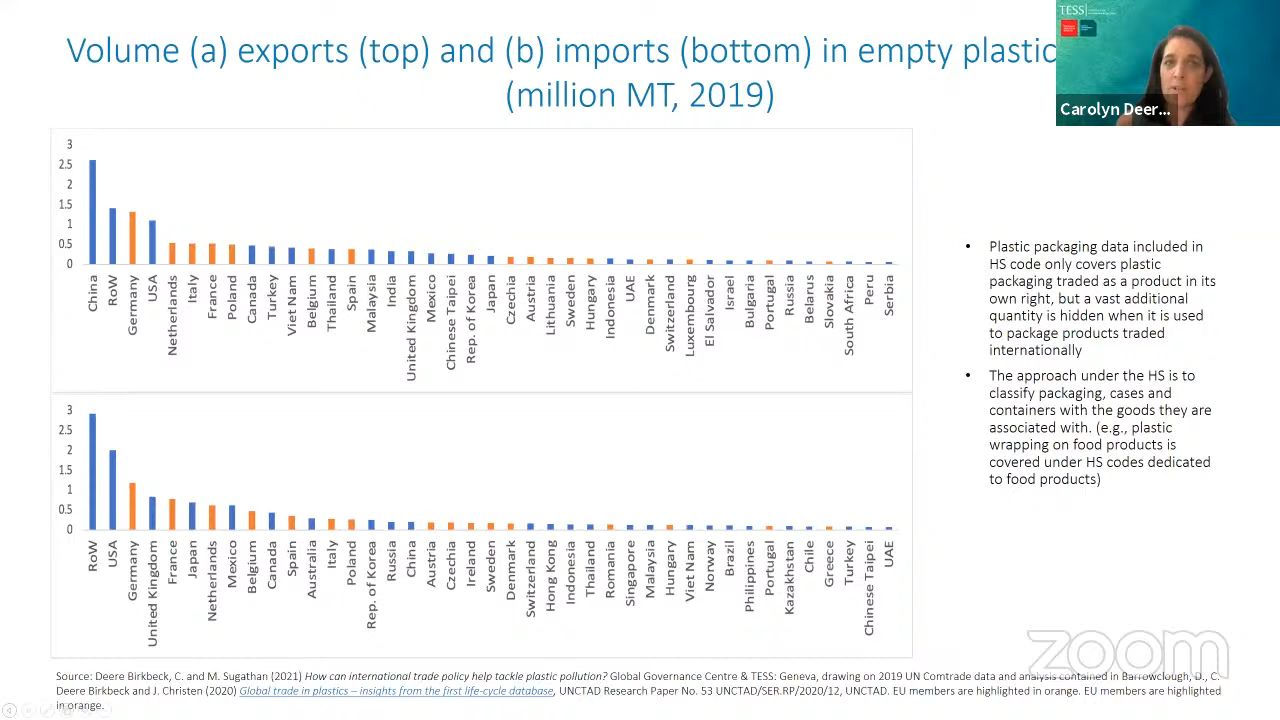 Volume (a) exports (top) and (b) imports (bottom) in empty plastic
(million MT, 2019)
TESS
Carolyn Deer...
3
2.5
2
1.5
1
0.5
0
China
RoW
Germany
USA
Netherlands
Italy
France
Poland
Canada
Turkey
Viet Nam
Belgium
Thailand
Spain
Malaysia
India
United Kingdom
Mexico
Chinese Taipei
Rep. of Korea
Japan
Czechia
Austria
Lithuania
Sweden
Hungary
Indonesia
UAE
Denmark
Switzerland
Luxembourg
El Salvador
Israel
Bulgaria
Portugal
Russia
Belarus
Slovakia
South Africa
Peru
Serbia
3
2.5
2
1.5
1
0.5
0
RoW
USA
Germany
United Kingdom
France
Japan
Netherlands
Mexico
Belgium
Canada
Spain
Australia
Italy
Poland
Rep. of Korea
Russia
China
Austria
Czechia
Ireland
Sweden
Denmark
Switzerland
Hong Kong
Indonesia
Thailand
Romania
Singapore
Malaysia
Hungary
Viet Nam
Norway
Brazil
Philippines
Portugal
Kazakhstan
Chile
Greece
Turkey
Chinese Taipei
UAE
• Plastic packaging data included in
HS code only covers plastic
packaging traded as a product in its
own right, but a vast additional
quantity is hidden when it is used
to package products traded
internationally
• The approach under the HS is to
classify packaging, cases and
containers with the goods they are
associated with. (e.g., plastic
wrapping on food products is
covered under HS codes dedicated
to food products)
zoom
Source: Deere Birkbeck, C. and M. Sugathan (2021) How can international trade policy help tackle plastic pollution? Global Governance Centre & TESS: Geneva, drawing on 2019 UN Comtrade data and analysis contained in Barrowclough, D., C.
Deere Birkbeck and J. Christen (2020) Global trade in plastics – insights from the first life-cycle database, UNCTAD Research Paper No. 53 UNCTAD/SER.RP/2020/12, UNCTAD. EU members are highlighted in orange. EU members are highlighted
in orange.